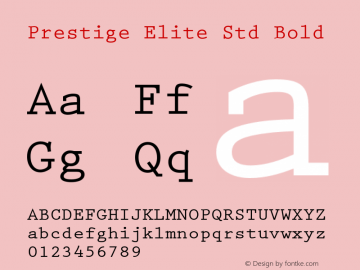 Prestige Elite Std Bold
Aa Ff
Gg Qq
a
ABCDEFGHIJKLMNOPQRSTUVWXYZ
abcdefghijklmnopqrstuvwxyz
0123456789
© Design by fontke.com